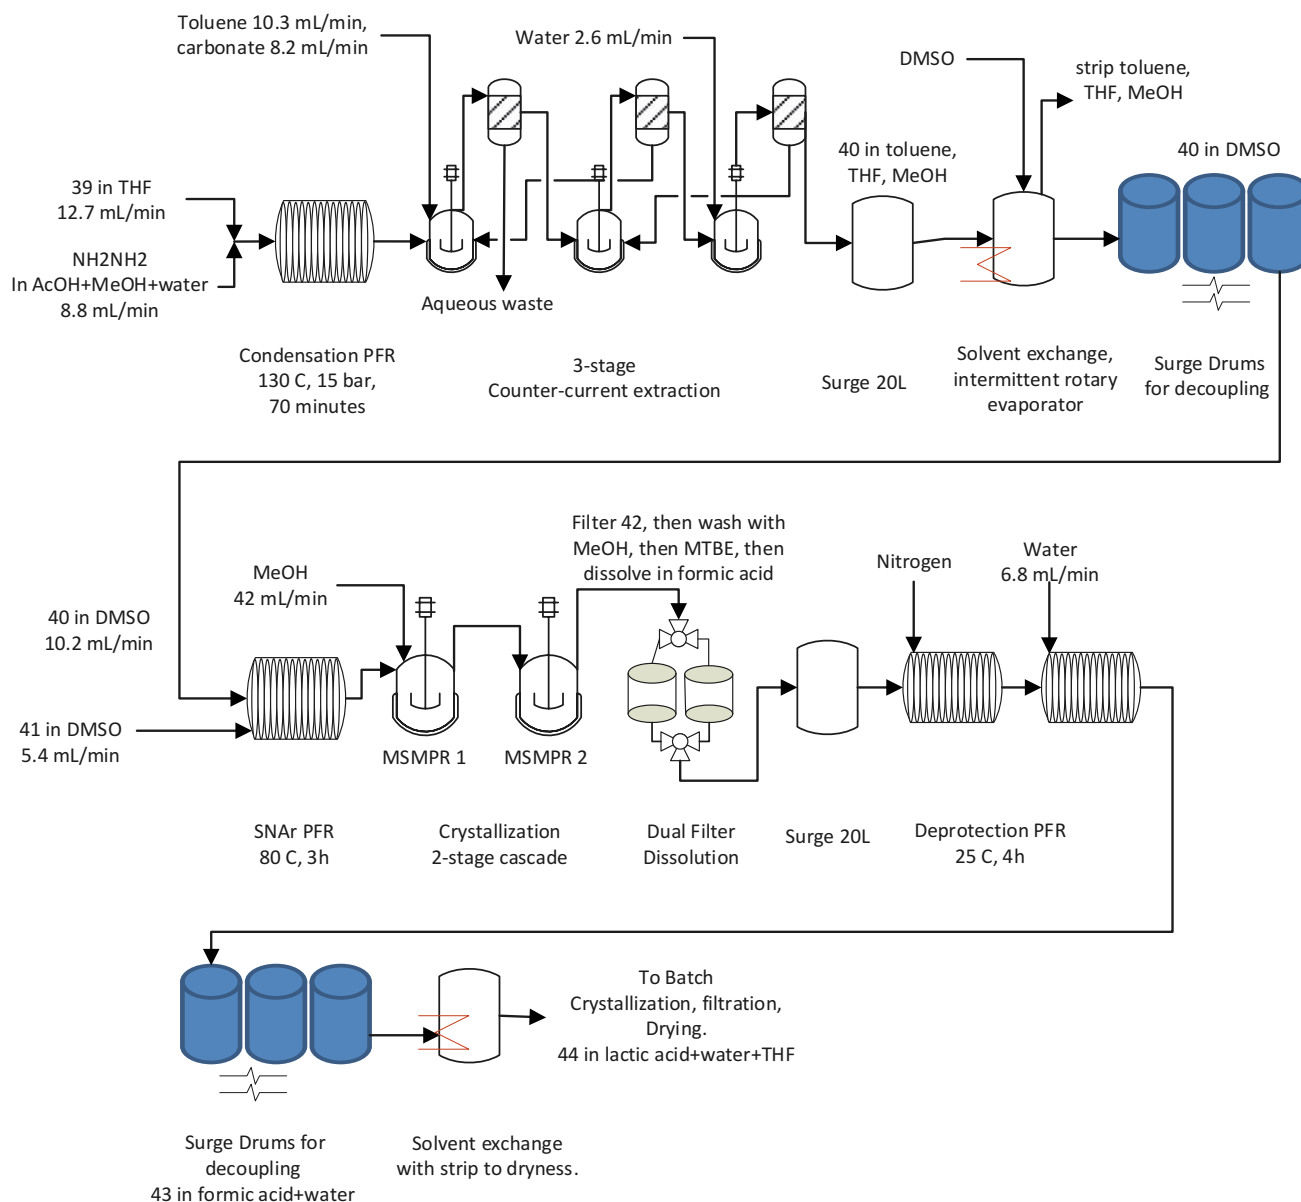 Toluene 10.3 mL/min,
carbonate 8.2 mL/min
Water 2.6 mL/min
DMSO
strip toluene,
THF, MeOH
39 in THF
12.7 mL/min
NH2NH2
In AcOH+MeOH+water
8.8 mL/min
40 in toluene,
THF, MeOH
40 in DMSO
Aqueous waste
Condensation PFR
130 C, 15 bar,
70 minutes
3-stage
Counter-current extraction
Surge 20L
Solvent exchange,
intermittent rotary
evaporator
Surge Drums
for decoupling
Filter 42, then wash with
MeOH, then MTBE, then
dissolve in formic acid
MeOH
42 mL/min
Nitrogen
Water
6.8 mL/min
40 in DMSO
10.2 mL/min
41 in DMSO
5.4 mL/min
MSMPR 1
MSMPR 2
SNAr PFR
80 C, 3h
Crystallization
2-stage cascade
Dual Filter
Dissolution
Surge 20L
Deprotection PFR
25 C, 4h
To Batch
Crystallization, filtration,
Drying.
44 in lactic acid+water+THF
Surge Drums for
decoupling
43 in formic acid+water
Solvent exchange
with strip to dryness.